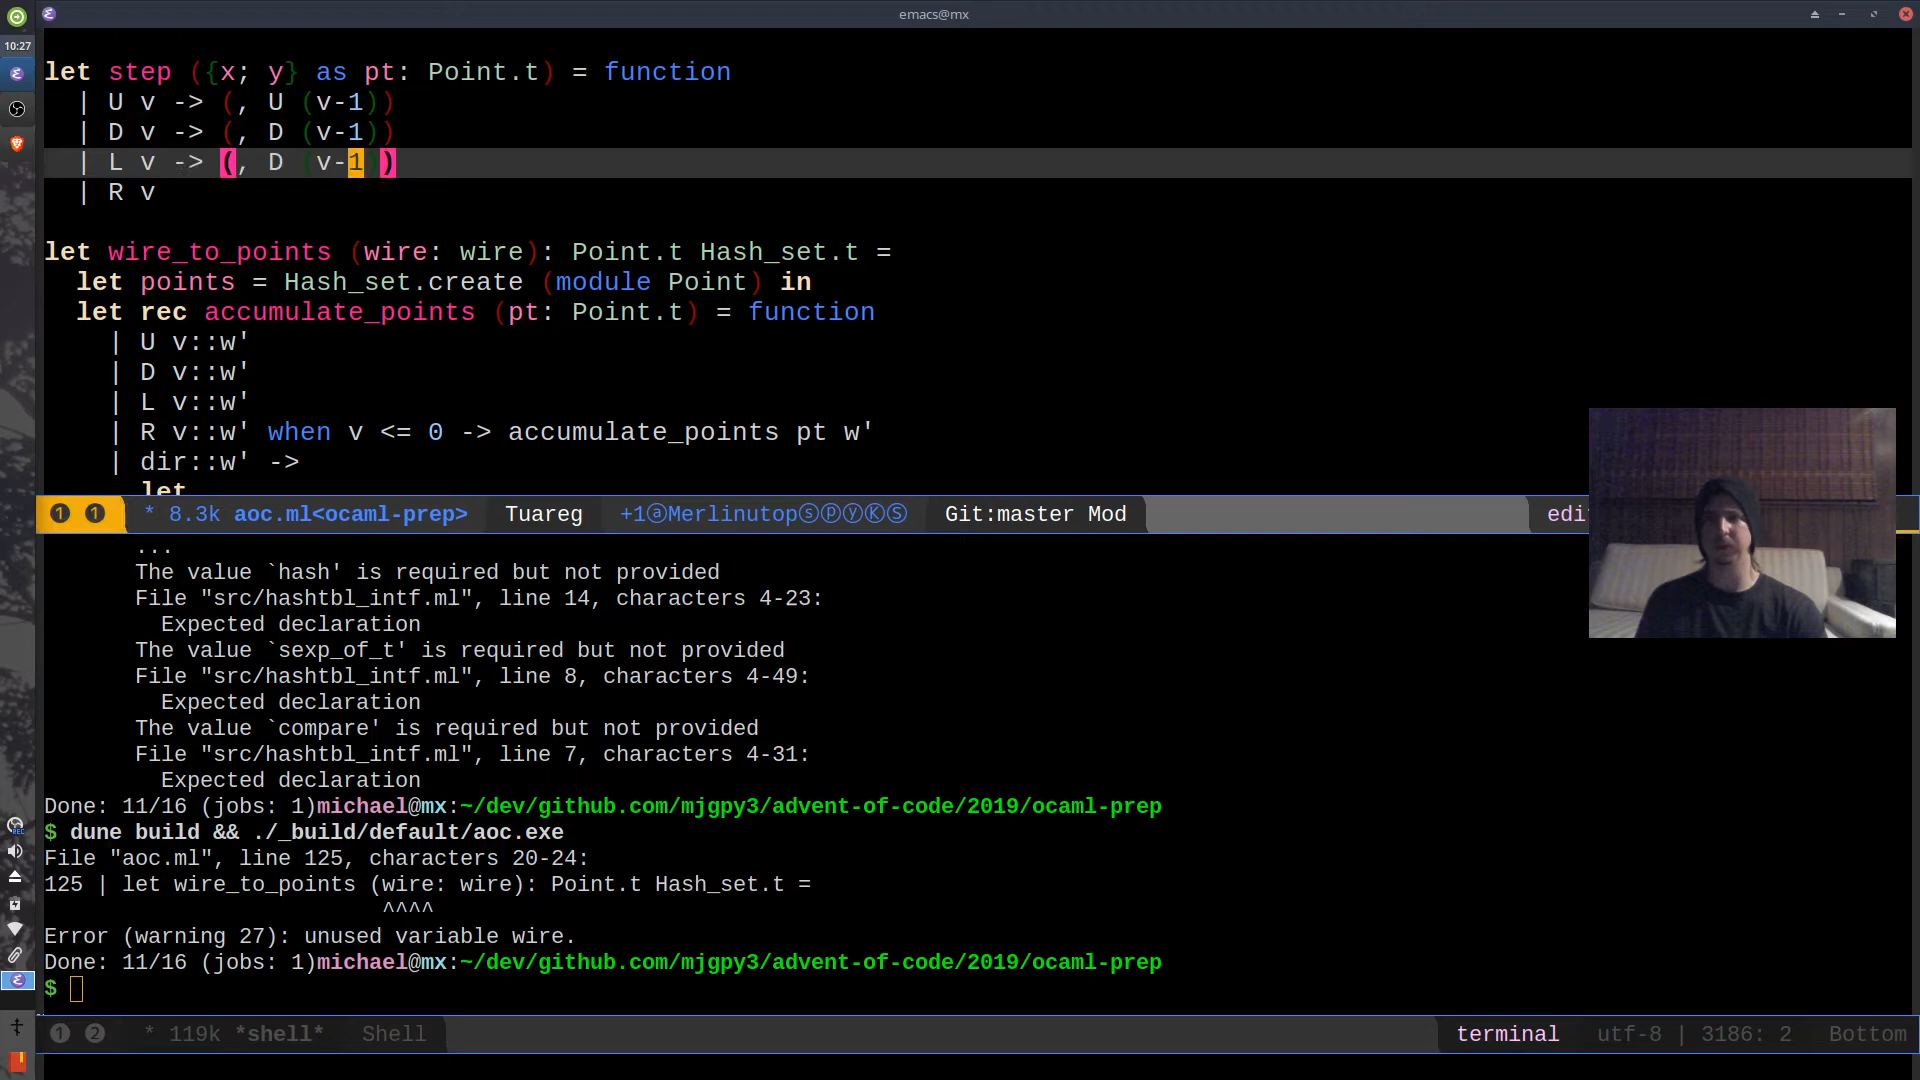 emacs@mx
10:27
let step ({x; y} as pt: Point.t) = function
| U v -> (, U (v-1))
| D v -> (, D (v-1))
| L v -> (, D (v-1))
| R v
let wire_to_points (wire: wire): Point.t Hash_set.t =
let points = Hash_set.create (module Point) in
let rec accumulate_points (pt: Point.t) = function
| U v::w'
| D v::w'
| L v::w'
| R v::w' when v <= 0 -> accumulate_points pt w'
| dir::w' ->
let
1 1 * 8.3k aoc.ml<ocaml-prep> Tuareg +1ⓐMerlinutopⓢⓟⓨⓀⓈ Git:master Mod
...
The value `hash' is required but not provided
File "src/hashtbl_intf.ml", line 14, characters 4-23:
Expected declaration
The value `sexp_of_t' is required but not provided
File "src/hashtbl_intf.ml", line 8, characters 4-49:
Expected declaration
The value `compare' is required but not provided
File "src/hashtbl_intf.ml", line 7, characters 4-31:
Expected declaration
Done: 11/16 (jobs: 1)michael@mx:~/dev/github.com/mjgpy3/advent-of-code/2019/ocaml-prep
$ dune build && ./_build/default/aoc.exe
File "aoc.ml", line 125, characters 20-24:
125 | let wire_to_points (wire: wire): Point.t Hash_set.t =
^^^^
Error (warning 27): unused variable wire.
Done: 11/16 (jobs: 1)michael@mx:~/dev/github.com/mjgpy3/advent-of-code/2019/ocaml-prep
$
1 2 * 119k *shell* Shell terminal utf-8 | 3186: 2 Bottom